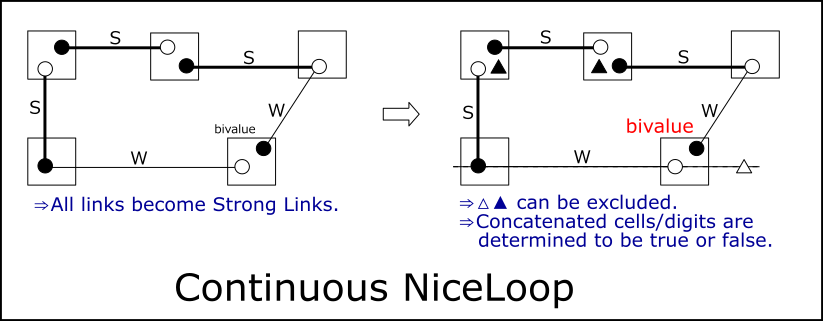 S
S
S
W
bivalue
W
⇒All links become Strong Links.
S
S
S
W
bivalue
W
⇒△▲ can be excluded.
⇒Concatenated cells/digits are
determined to be true or false.
Continuous NiceLoop